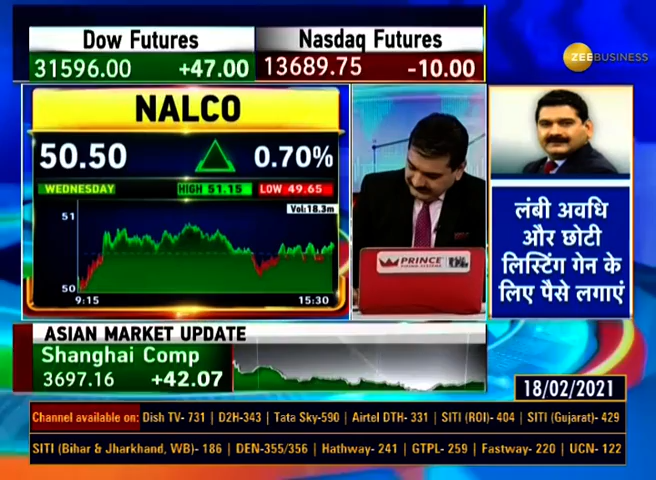 Dow Futures
31596.00 +47.00
Nasdaq Futures
13689.75 -10.00
ZEEBUSINESS
NALCO
50.50 0.70%
WEDNESDAY HIGH 51.15 LOW 49.65
Vol:18.3m
51
50
9:15 15:30
PRINCE
लंबी अवधि
और छोटी
लिस्टिंग गेन के
लिए पैसे लगाएं
ASIAN MARKET UPDATE
Shanghai Comp
3697.16 +42.07
18/02/2021
Channel available on: Dish TV- 731 | D2H-343 | Tata Sky-590 | Airtel DTH- 331 | SITI (ROI)- 404 | SITI (Gujarat)- 429
SITI (Bihar & Jharkhand, WB)- 186 | DEN-355/356 | Hathway- 241 | GTPL- 259 | Fastway- 220 | UCN- 122